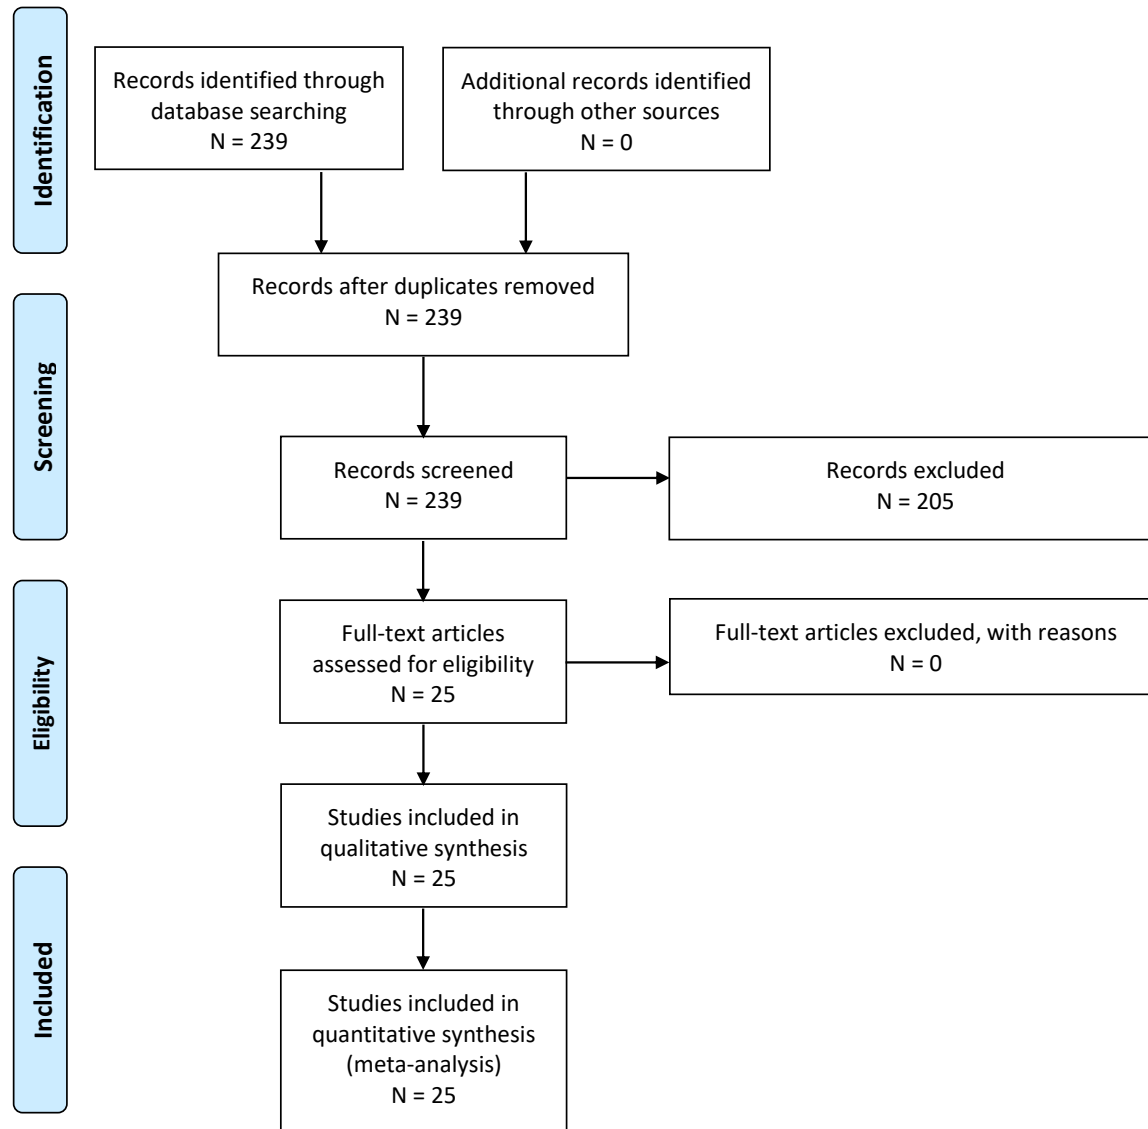 Identification
Records identified through
database searching
N = 239
Additional records identified
through other sources
N = 0
Records after duplicates removed
N = 239
Screening
Records screened
N = 239
Records excluded
N = 205
Eligibility
Full-text articles
assessed for eligibility
N = 25
Full-text articles excluded, with reasons
N = 0
Studies included in
qualitative synthesis
N = 25
Included
Studies included in
quantitative synthesis
(meta-analysis)
N = 25